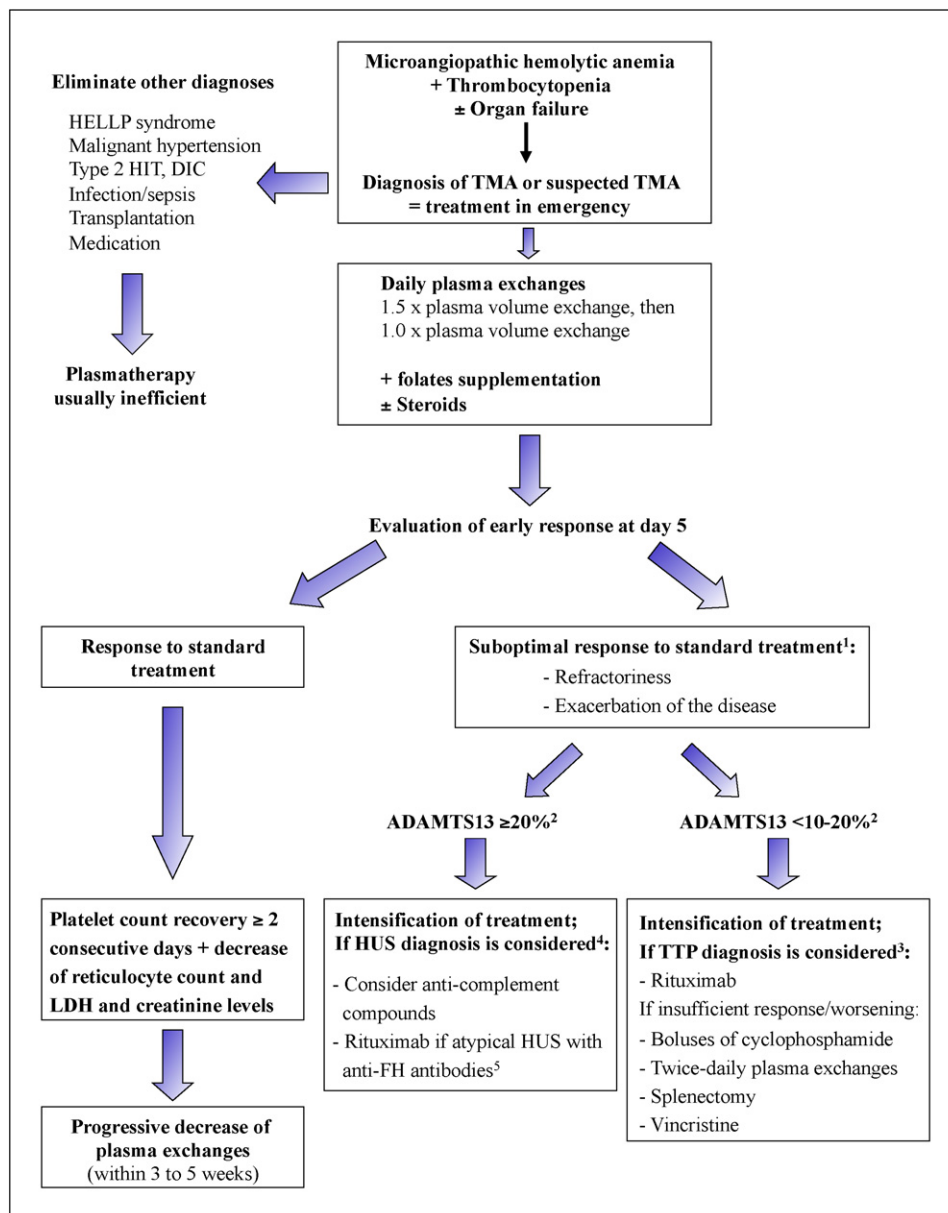 Microangiopathic hemolytic anemia
+ Thrombocytopenia
± Organ failure
Diagnosis of TMA or suspected TMA
= treatment in emergency
Eliminate other diagnoses
HELLP syndrome
Malignant hypertension
Type 2 HIT, DIC
Infection/sepsis
Transplantation
Medication
Plasmatherapy
usually inefficient
Daily plasma exchanges
1.5 x plasma volume exchange, then
1.0 x plasma volume exchange
+ folates supplementation
± Steroids
Evaluation of early response at day 5
Response to standard
treatment
Suboptimal response to standard treatment¹:
- Refractoriness
- Exacerbation of the disease
ADAMTS13 ≥20%²
ADAMTS13 <10-20%²
Platelet count recovery ≥ 2
consecutive days + decrease
of reticulocyte count and
LDH and creatinine levels
Intensification of treatment;
If HUS diagnosis is considered⁴:
- Consider anti-complement
compounds
- Rituximab if atypical HUS with
anti-FH antibodies⁵
Intensification of treatment;
If TTP diagnosis is considered³:
- Rituximab
If insufficient response/worsening:
- Boluses of cyclophosphamide
- Twice-daily plasma exchanges
- Splenectomy
- Vincristine
Progressive decrease of
plasma exchanges
(within 3 to 5 weeks)